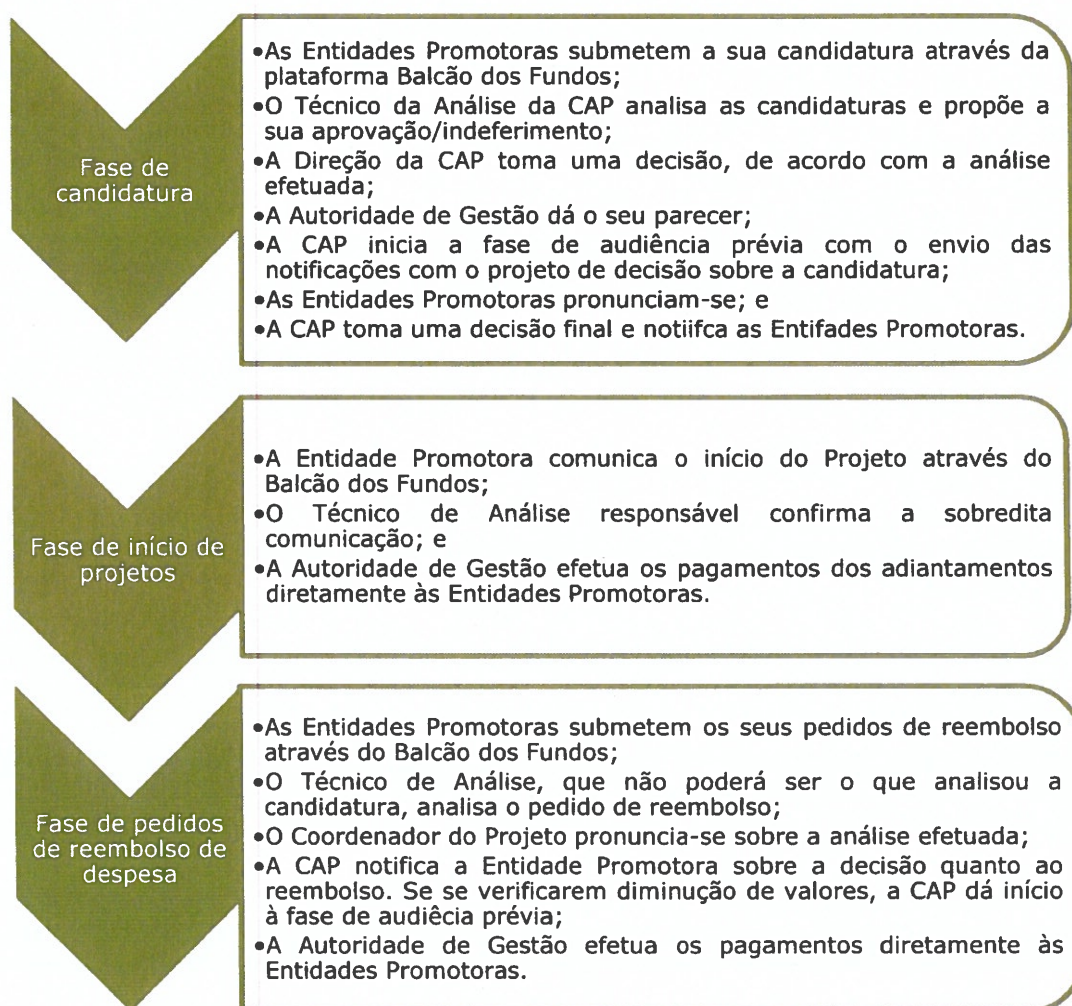 Fase de
candidatura
•As Entidades Promotoras submetem a sua candidatura através da
plataforma Balcão dos Fundos;
•O Técnico da Análise da CAP analisa as candidaturas e propõe a
sua aprovação/indeferimento;
•A Direção da CAP toma uma decisão, de acordo com a análise
efetuada;
•A Autoridade de Gestão dá o seu parecer;
•A CAP inicia a fase de audiência prévia com o envio das
notificações com o projeto de decisão sobre a candidatura;
•As Entidades Promotoras pronunciam-se; e
•A CAP toma uma decisão final e notiifca as Entifades Promotoras.
Fase de início de
projetos
•A Entidade Promotora comunica o início do Projeto através do
Balcão dos Fundos;
•O Técnico de Análise responsável confirma a sobredita
comunicação; e
•A Autoridade de Gestão efetua os pagamentos dos adiantamentos
diretamente às Entidades Promotoras.
Fase de pedidos
de reembolso de
despesa
•As Entidades Promotoras submetem os seus pedidos de reembolso
através do Balcão dos Fundos;
•O Técnico de Análise, que não poderá ser o que analisou a
candidatura, analisa o pedido de reembolso;
•O Coordenador do Projeto pronuncia-se sobre a análise efetuada;
•A CAP notifica a Entidade Promotora sobre a decisão quanto ao
reembolso. Se se verificarem diminução de valores, a CAP dá início
à fase de audiêcia prévia;
•A Autoridade de Gestão efetua os pagamentos diretamente às
Entidades Promotoras.